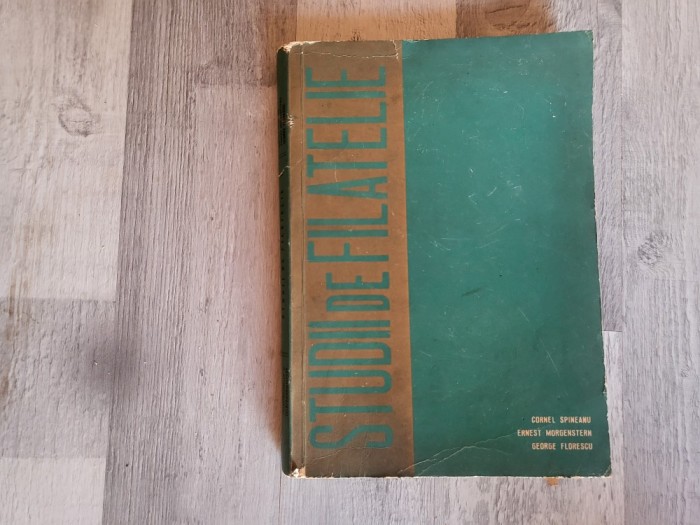 STUDII DE FILATELIE
CORNEL SPINEANU
ERNEST MORGENSTERN
GEORGE FLORESCU